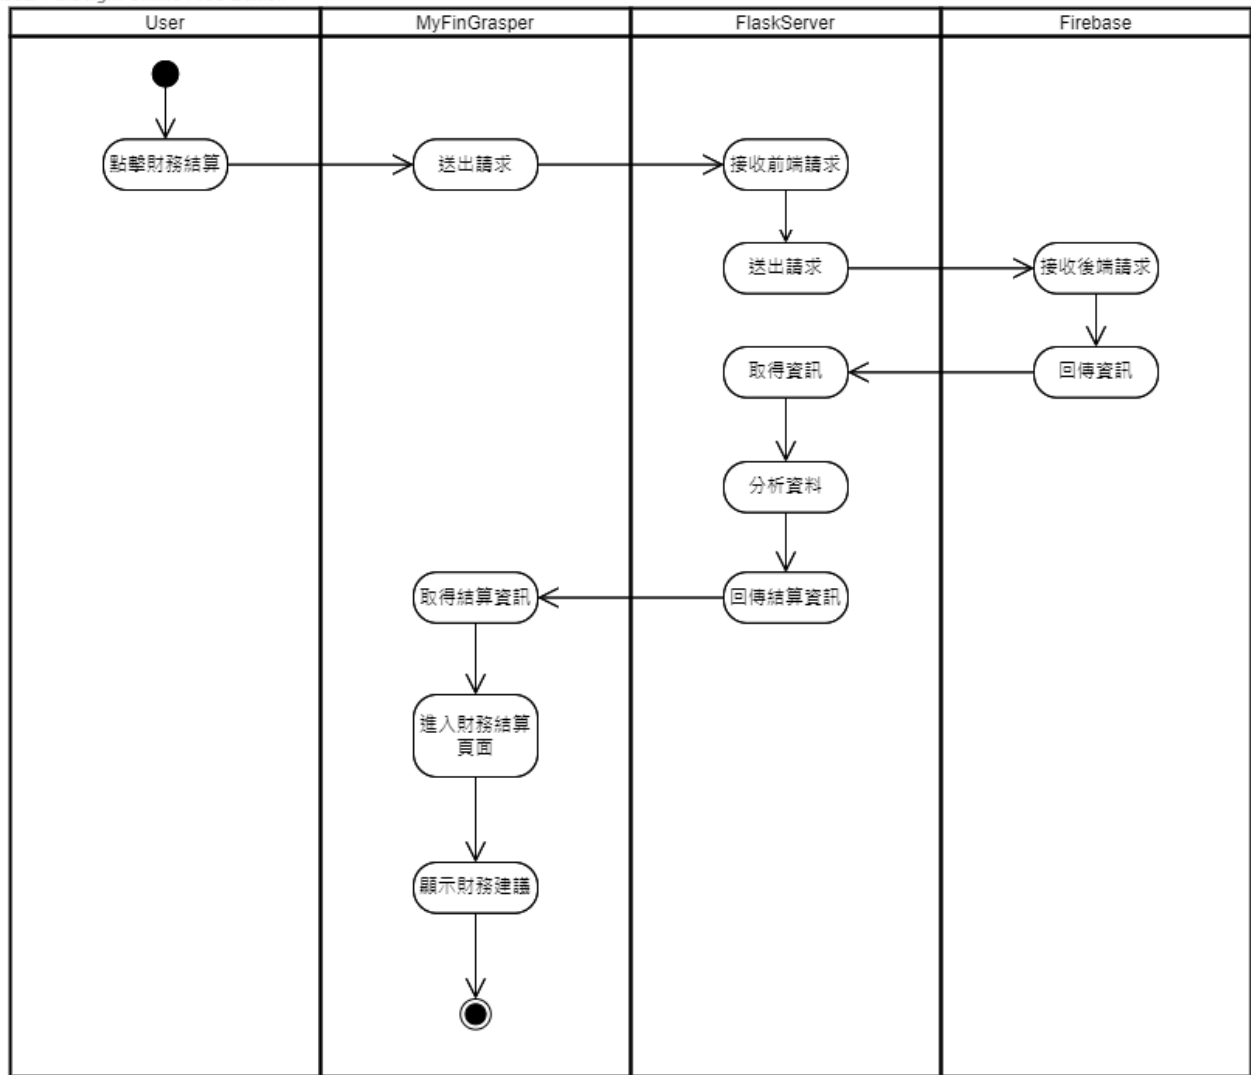 User
MyFinGrasper
FlaskServer
Firebase
點擊財務結算
送出請求
接收前端請求
送出請求
接收後端請求
取得資訊
回傳資訊
分析資料
取得結算資訊
回傳結算資訊
進入財務結算
頁面
顯示財務建議